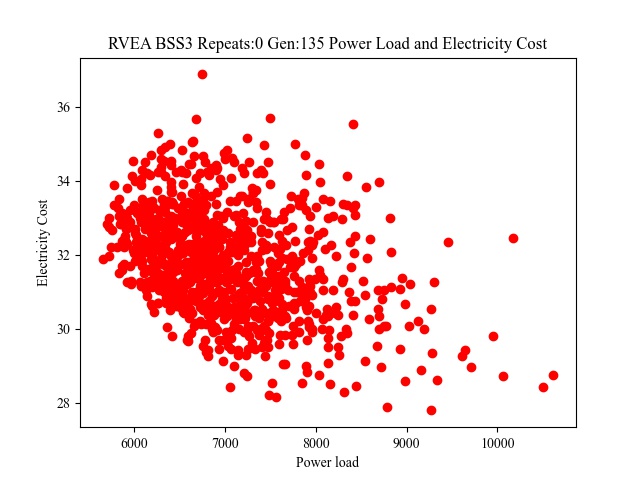 RVEA BSS3 Repeats:0 Gen:135 Power Load and Electricity Cost
Electricity Cost
36
34
32
30
28
6000 7000 8000 9000 10000
Power load